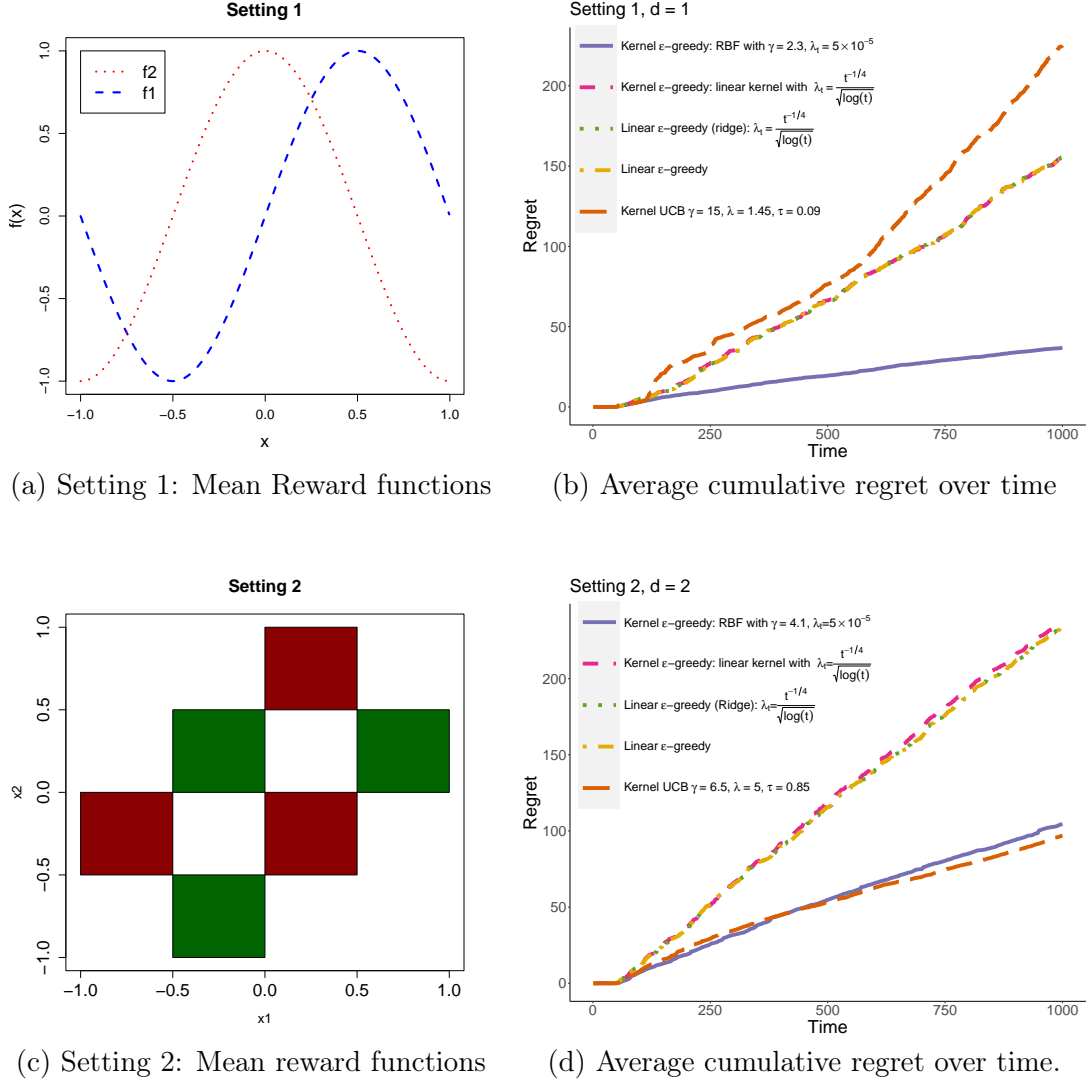 Setting 1
f2
f1
1.0
0.5
0.0
−0.5
−1.0
f(x)
−1.0 −0.5 0.0 0.5 1.0
x
(a) Setting 1: Mean Reward functions
Setting 1, d = 1
Kernel ε−greedy: RBF with γ = 2.3, λt = 5 × 10−5
Kernel ε−greedy: linear kernel with λt = t−1/4 / √log(t)
Linear ε−greedy (ridge): λt = t−1/4 / √log(t)
Linear ε−greedy
Kernel UCB γ = 15, λ = 1.45, τ = 0.09
200
150
100
50
0
Regret
0 250 500 750 1000
Time
(b) Average cumulative regret over time
Setting 2
1.0
0.5
0.0
−0.5
−1.0
x2
−1.0 −0.5 0.0 0.5 1.0
x1
(c) Setting 2: Mean reward functions
Setting 2, d = 2
Kernel ε−greedy: RBF with γ = 4.1, λt=5 × 10−5
Kernel ε−greedy: linear kernel with λt= t−1/4 / √log(t)
Linear ε−greedy (Ridge): λt= t−1/4 / √log(t)
Linear ε−greedy
Kernel UCB γ = 6.5, λ = 5, τ = 0.85
200
150
100
50
0
Regret
0 250 500 750 1000
Time
(d) Average cumulative regret over time.